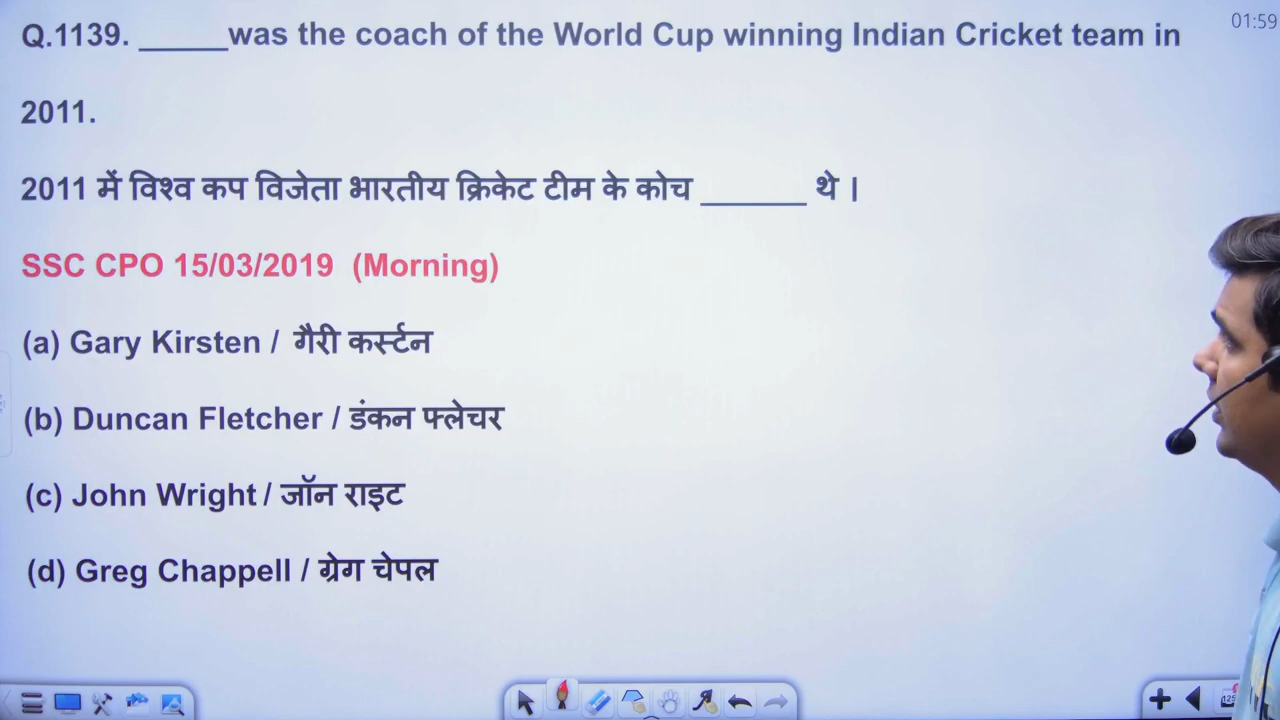 01:59
Q.1139. _____was the coach of the World Cup winning Indian Cricket team in
2011.
2011 में विश्व कप विजेता भारतीय क्रिकेट टीम के कोच ______ थे ।
SSC CPO 15/03/2019 (Morning)
(a) Gary Kirsten / गैरी कर्स्टन
(b) Duncan Fletcher / डंकन फ्लेचर
(c) John Wright / जॉन राइट
(d) Greg Chappell / ग्रेग चेपल